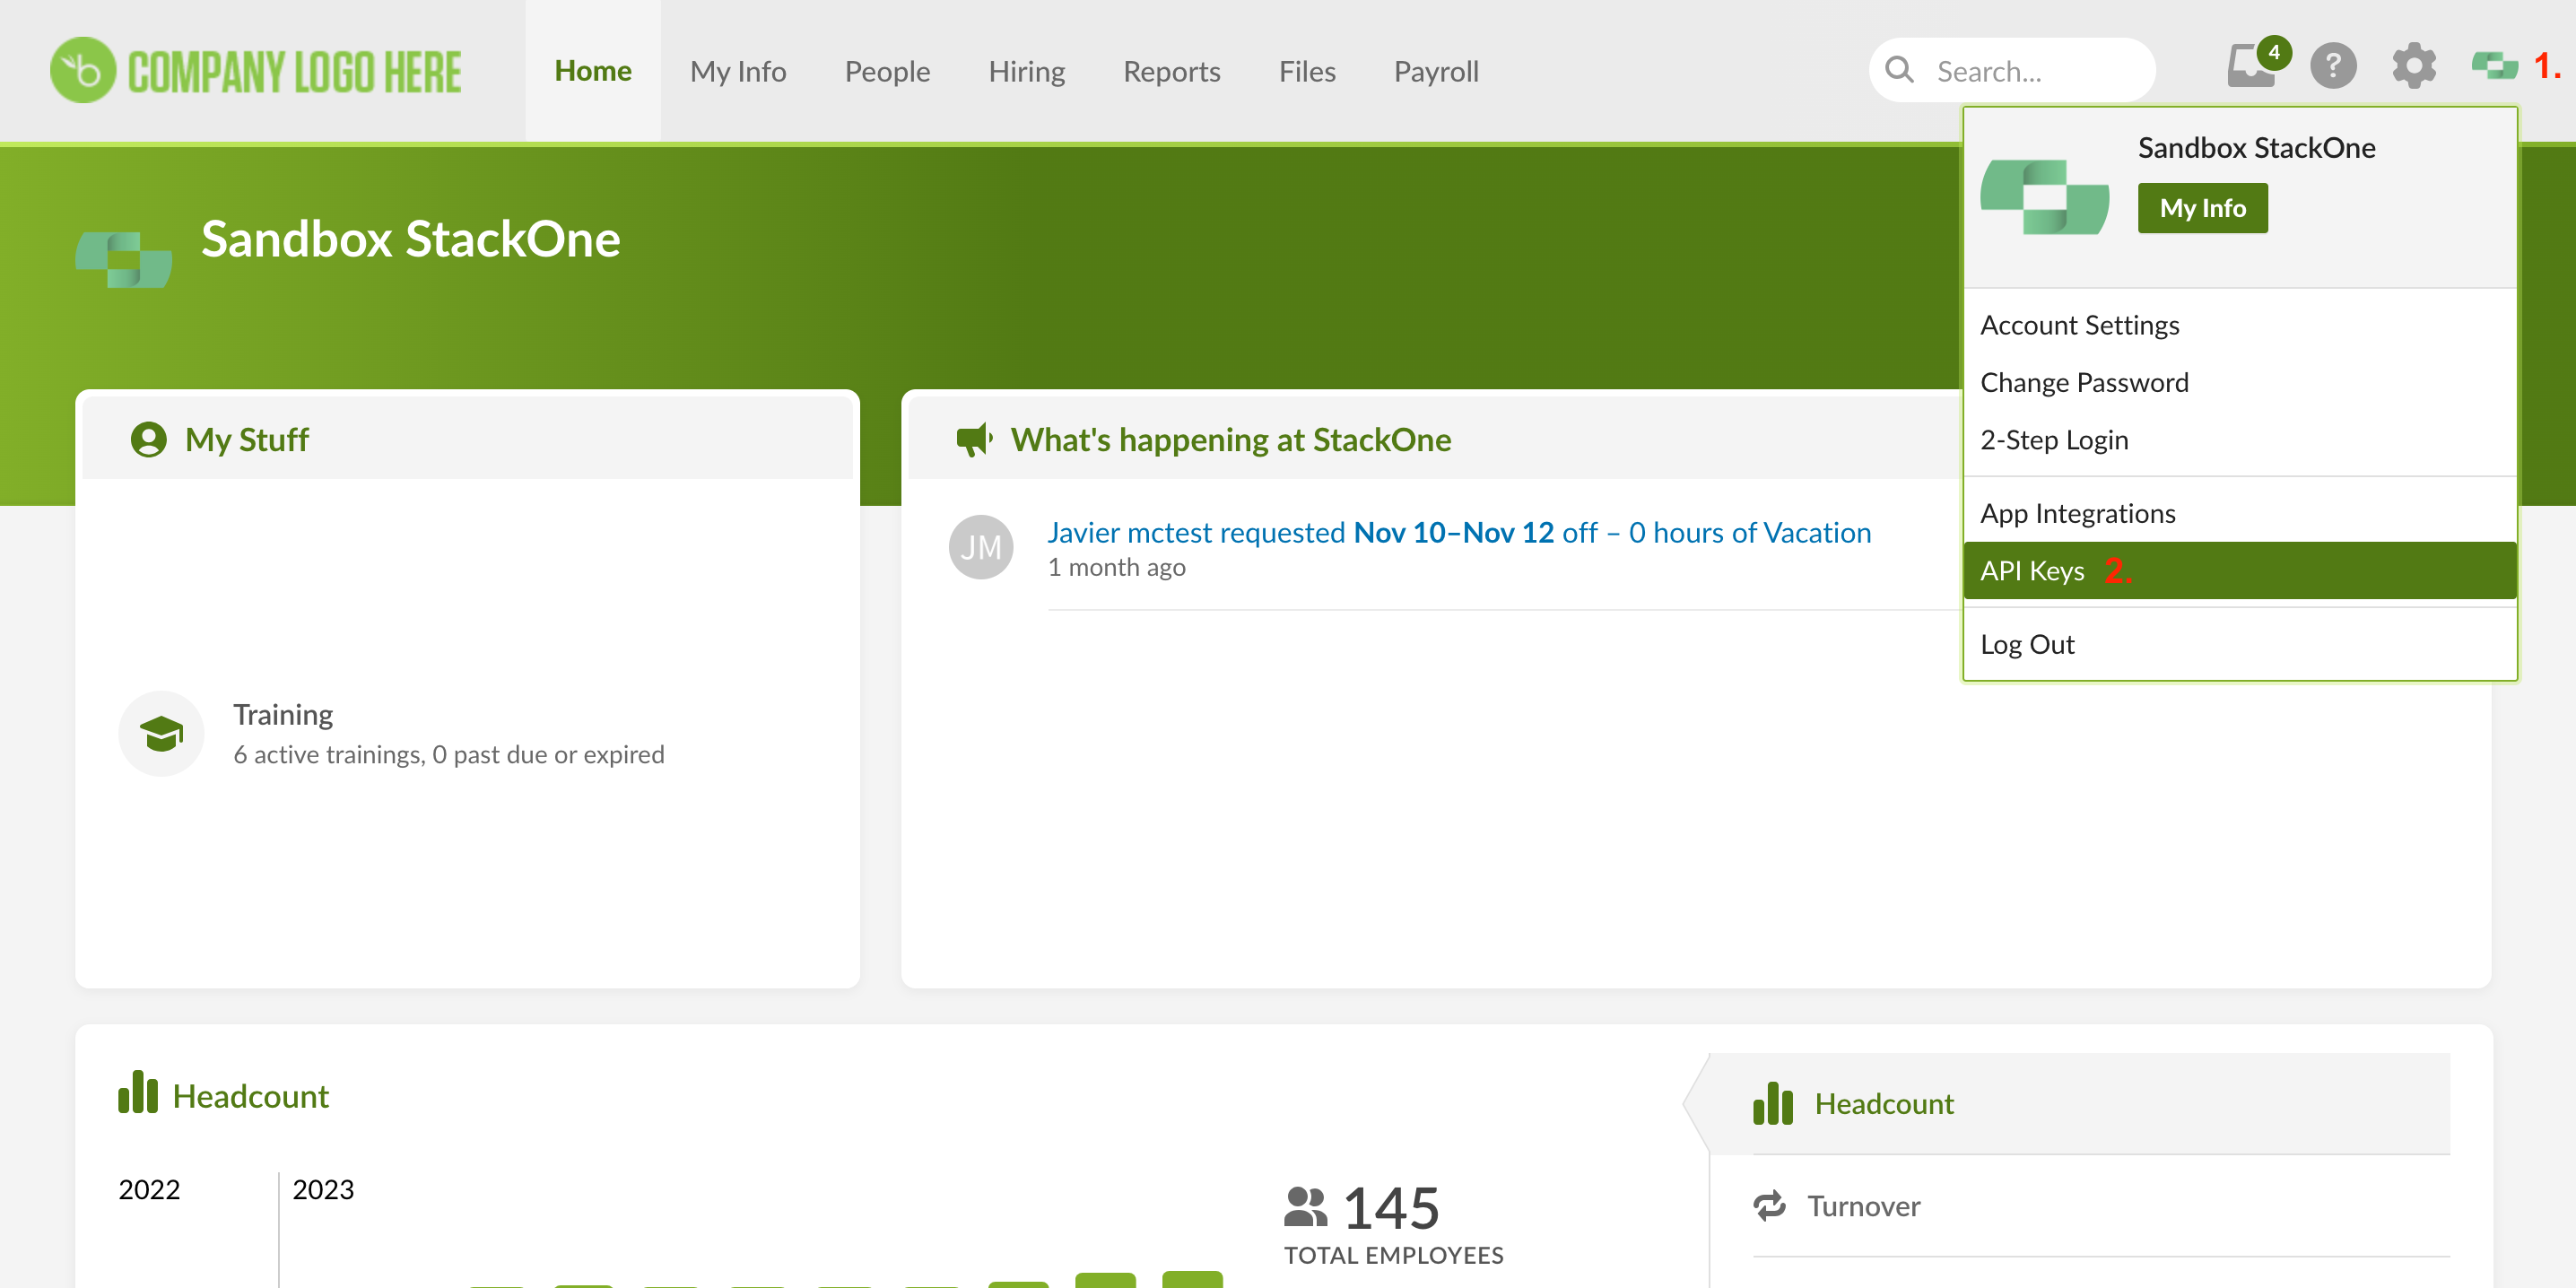 COMPANY LOGO HERE
Home My Info People Hiring Reports Files Payroll
Search...
4
?
1.
Sandbox StackOne
My Info
Account Settings
Change Password
2-Step Login
App Integrations
API Keys 2.
Log Out
Sandbox StackOne
My Stuff
Training
6 active trainings, 0 past due or expired
What's happening at StackOne
JM
Javier mctest requested Nov 10–Nov 12 off – 0 hours of Vacation
1 month ago
Headcount
2022 2023
145
TOTAL EMPLOYEES
Headcount
Turnover